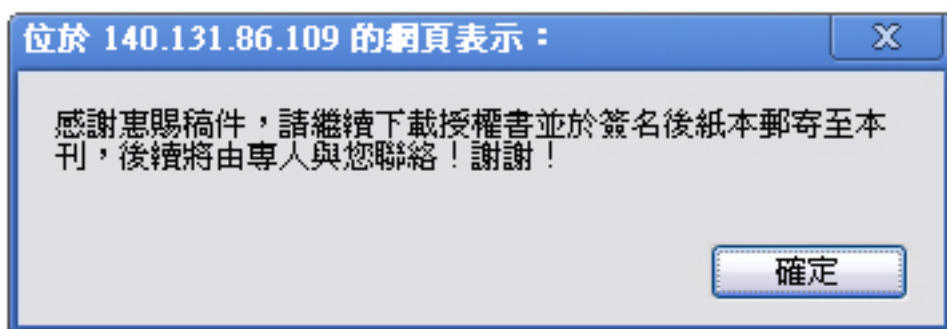 位於 140.131.86.109 的網頁表示：
X
感謝惠賜稿件，請繼續下載授權書並於簽名後紙本郵寄至本
刊，後續將由專人與您聯絡！謝謝！
確定